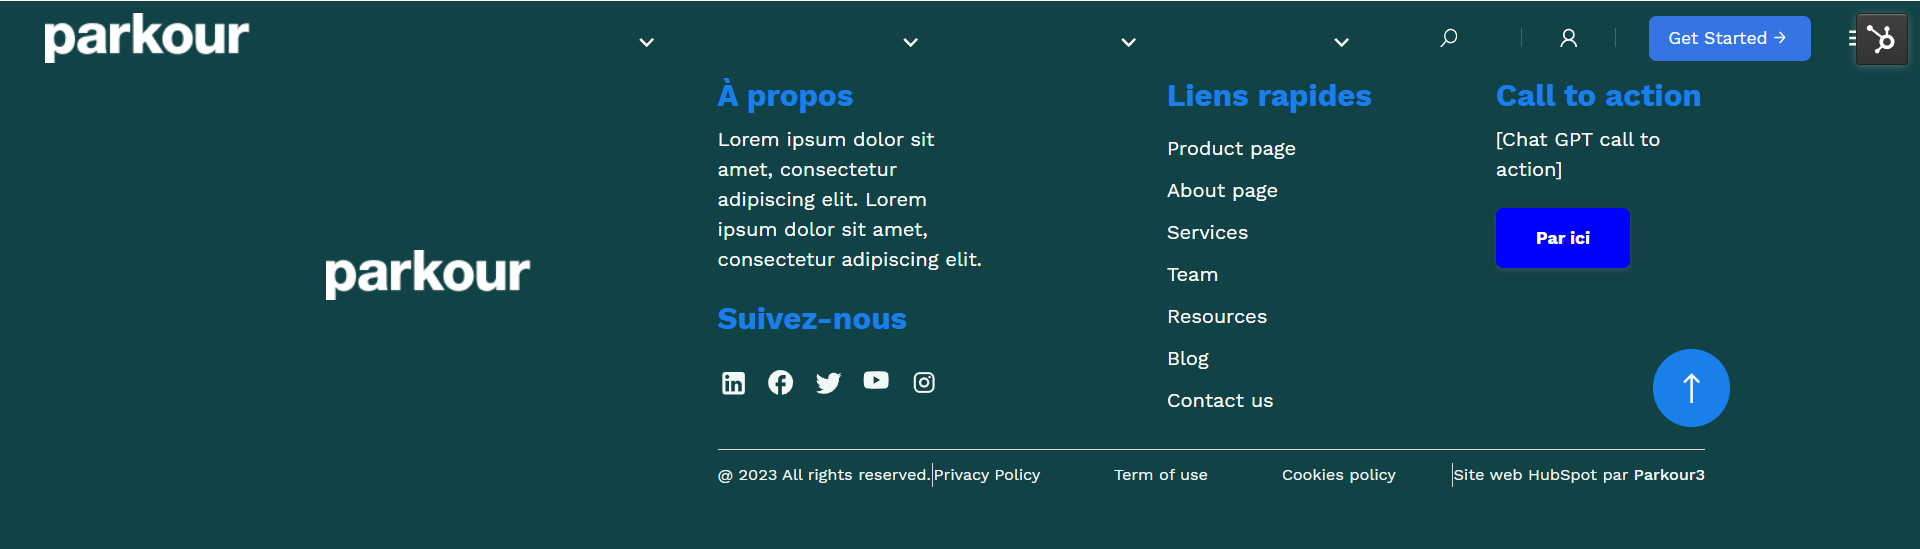 parkour
Get Started →
À propos
Lorem ipsum dolor sit
amet, consectetur
adipiscing elit. Lorem
ipsum dolor sit amet,
consectetur adipiscing elit.
parkour
Suivez-nous
Liens rapides
Product page
About page
Services
Team
Resources
Blog
Contact us
Call to action
[Chat GPT call to
action]
Par ici
@ 2023 All rights reserved.
Privacy Policy
Term of use
Cookies policy
Site web HubSpot par Parkour3